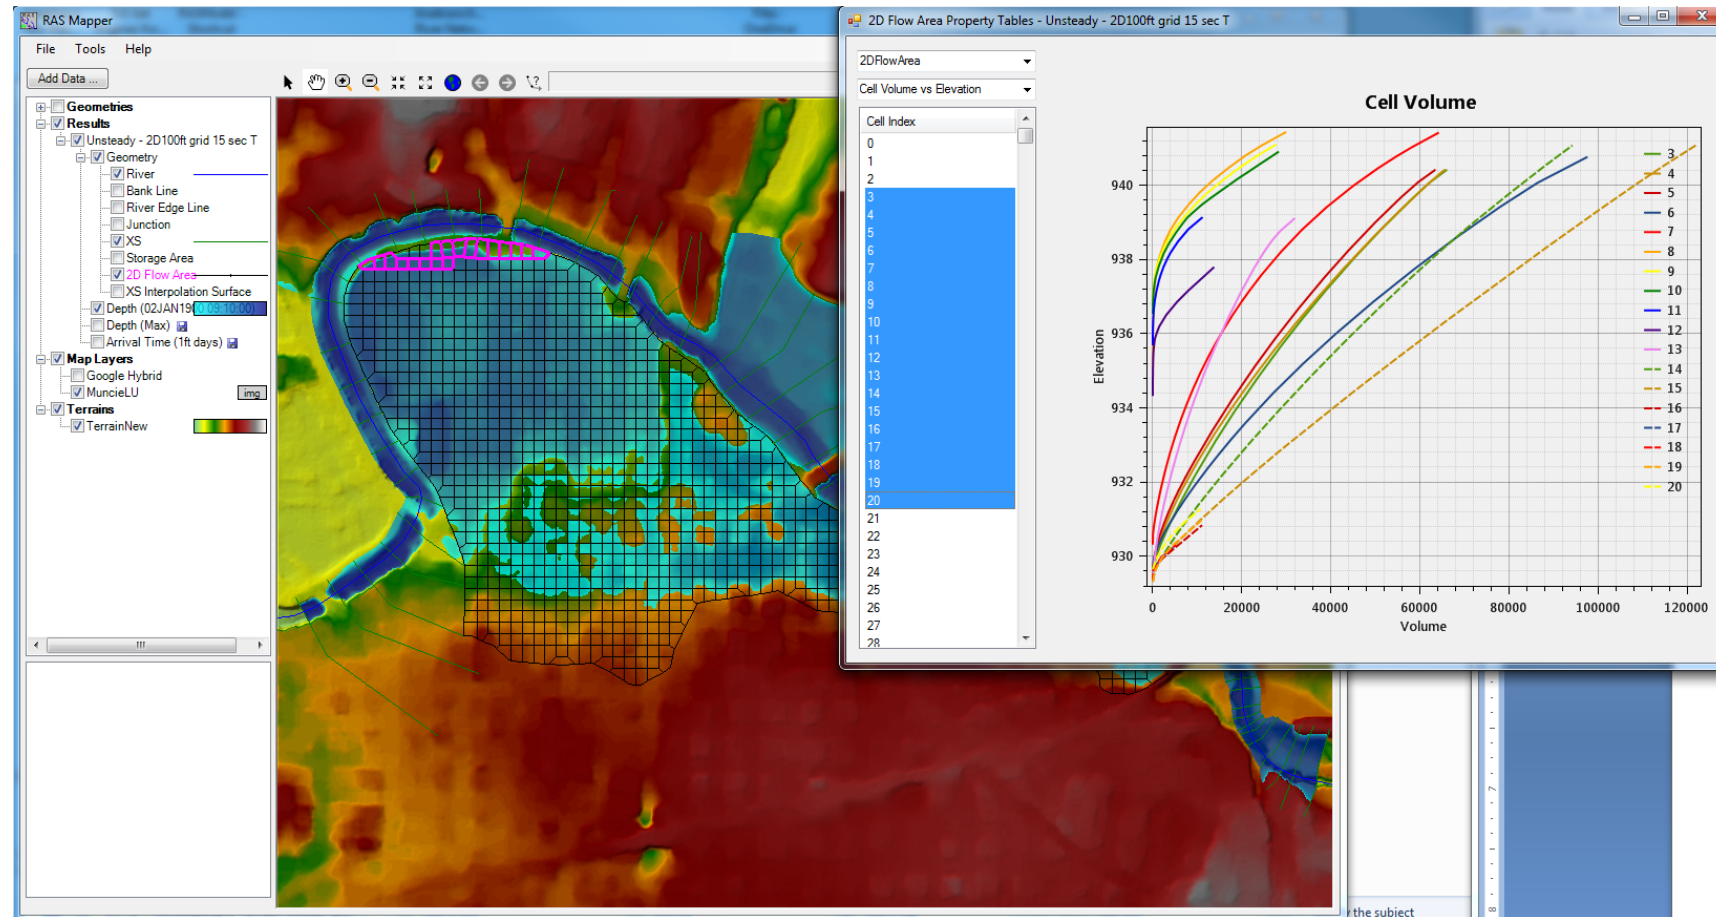 RAS Mapper
File Tools Help
Add Data ...
Geometries
Results
Unsteady - 2D100ft grid 15 sec T
Geometry
River
Bank Line
River Edge Line
Junction
XS
Storage Area
2D Flow Area
XS Interpolation Surface
Depth (02JAN1900 09:10:00)
Depth (Max)
Arrival Time (1ft days)
Map Layers
Google Hybrid
MuncieLU
img
Terrains
TerrainNew
2D Flow Area Property Tables - Unsteady - 2D100ft grid 15 sec T
2DFlowArea
Cell Volume vs Elevation
Cell Index
0
1
2
3
4
5
6
7
8
9
10
11
12
13
14
15
16
17
18
19
20
21
22
23
24
25
26
27
28
Cell Volume
940
938
936
934
932
930
Elevation
0 20000 40000 60000 80000 100000 120000
Volume
3
4
5
6
7
8
9
10
11
12
13
14
15
16
17
18
19
20
7
8
the subject